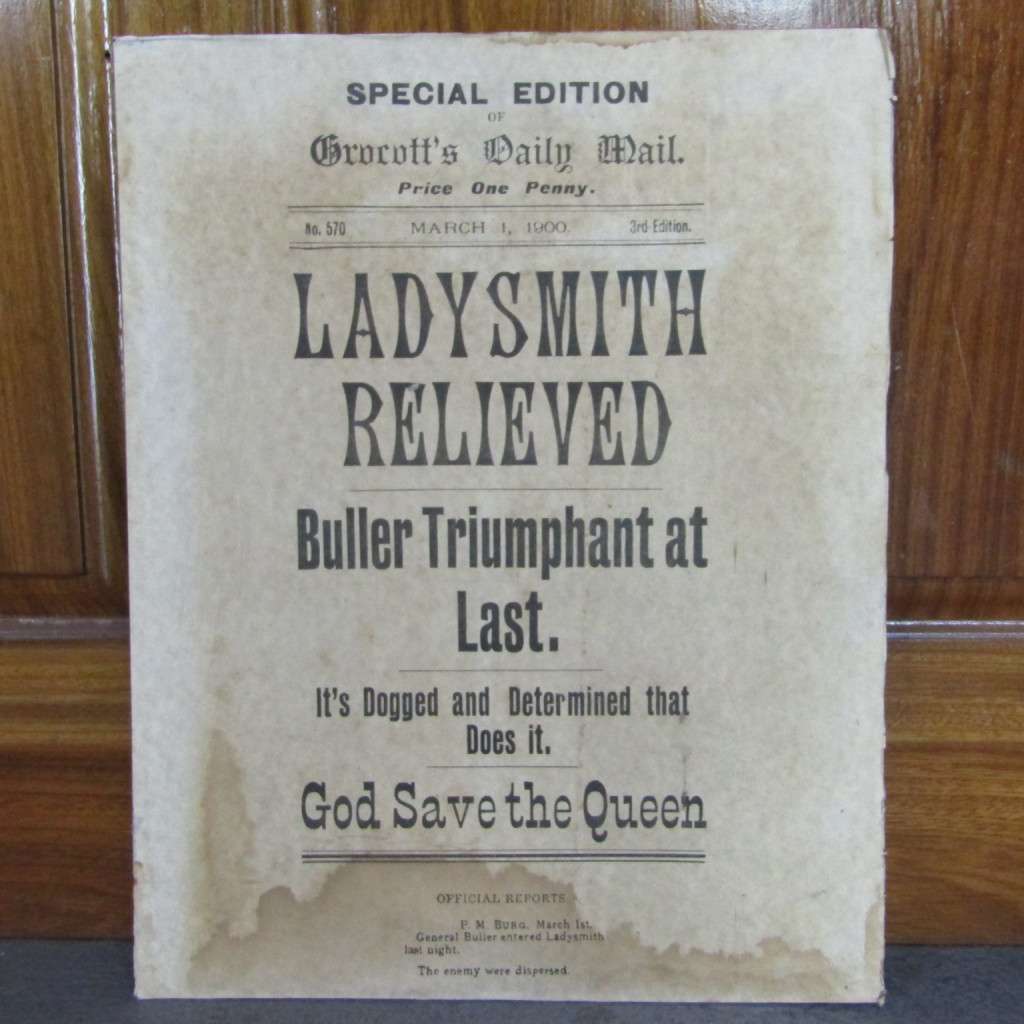 SPECIAL EDITION
OF
Grocott's Daily Mail.
Price One Penny.
No. 570 MARCH 1, 1900. 3rd Edition.
LADYSMITH
RELIEVED
Buller Triumphant at
Last.
It's Dogged and Determined that
Does it.
God Save the Queen
OFFICIAL REPORTS
P. M. BURG. March 1st.
General Buller entered Ladysmith
last night.
The enemy were dispersed.